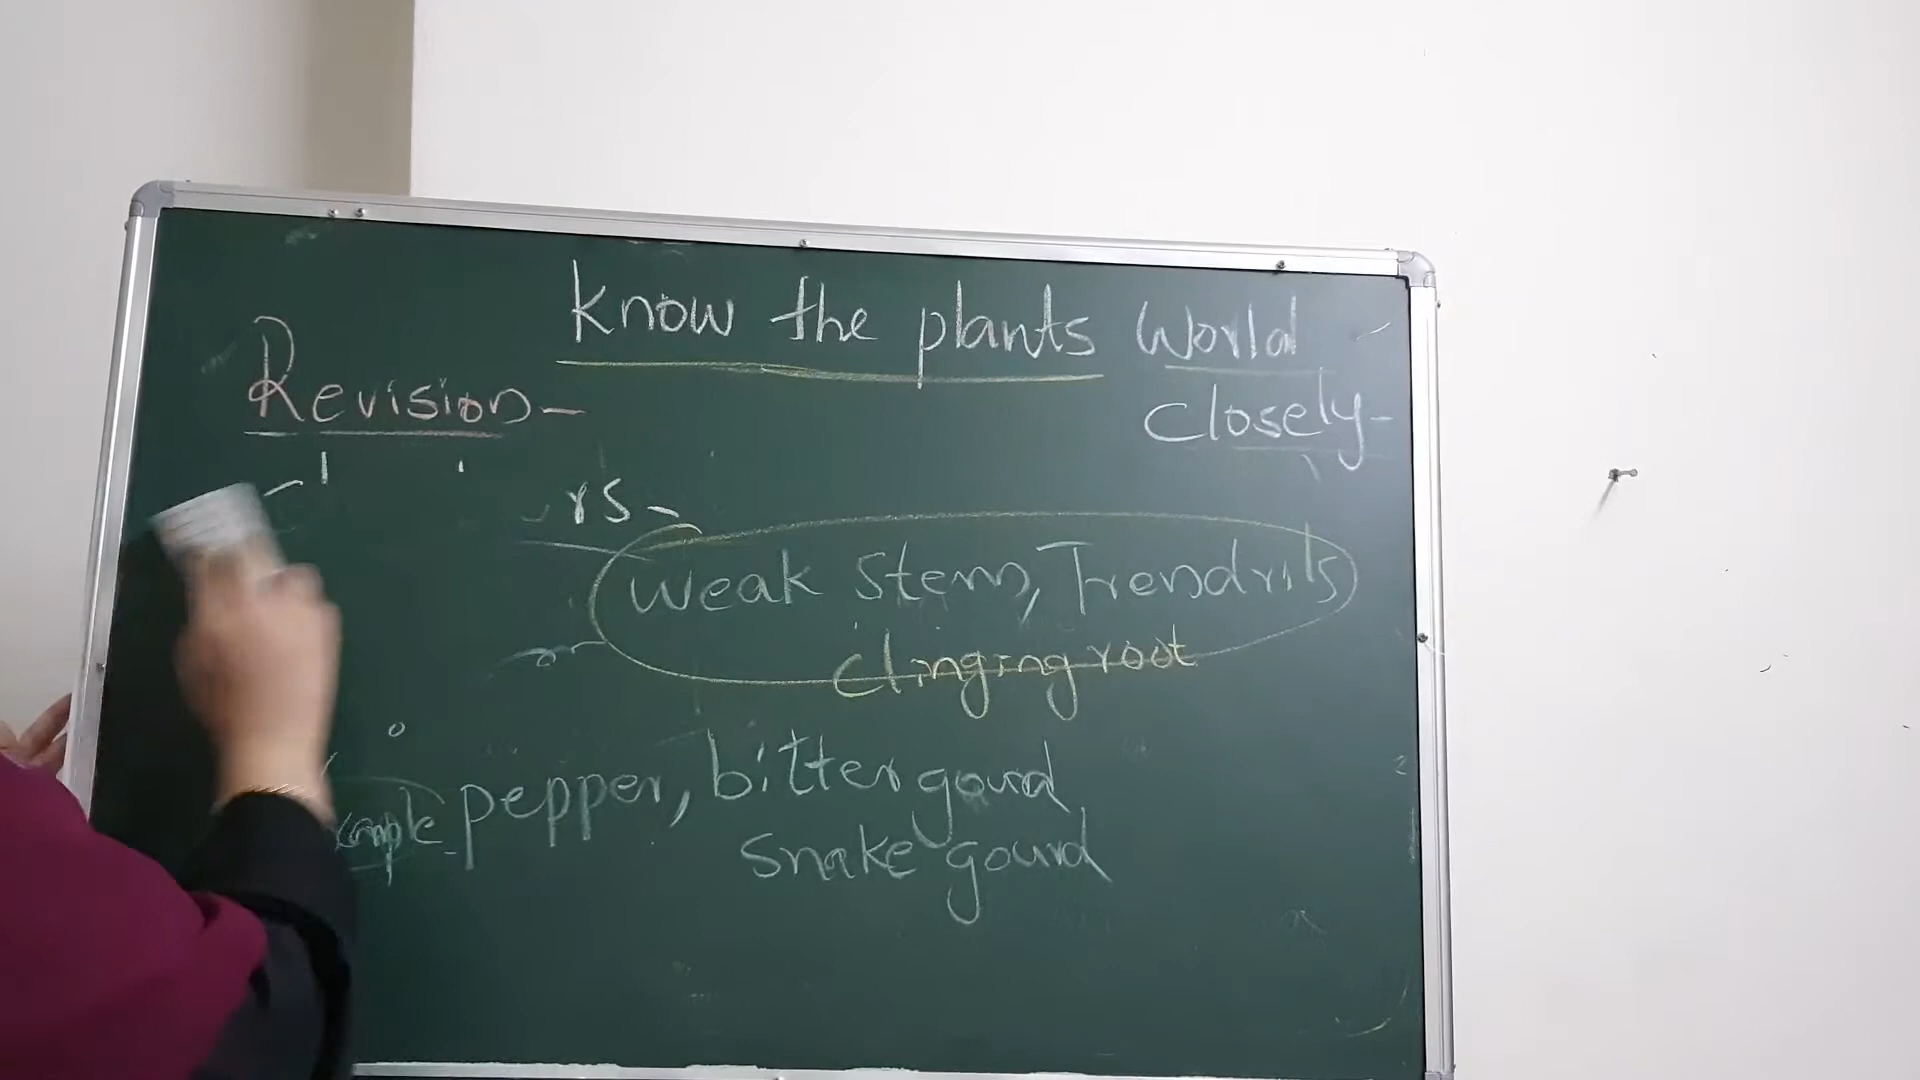 Know the plants World
Closely-
Revision-
rs-
Weak Stem, Trendrils
Clinging root
pepper, bitter gourd
Snake gourd